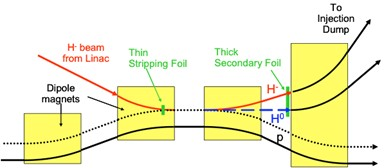 To
Injection
Dump
H- beam
from Linac
Thin
Stripping Foil
Thick
Secondary Foil
Dipole
magnets
H-
H0
p